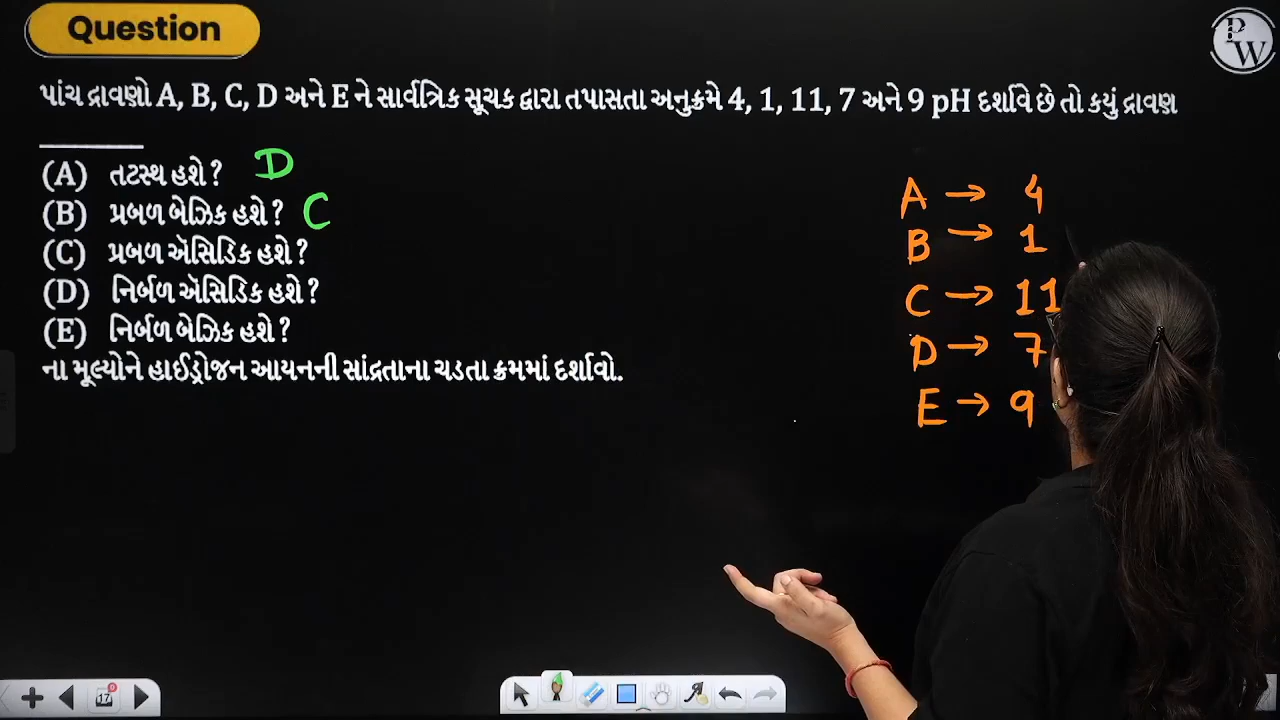 Question
PW
પાંચ દ્રાવણો A, B, C, D અને E ને સાર્વત્રિક સૂચક દ્વારા તપાસતા અનુક્રમે 4, 1, 11, 7 અને 9 pH દર્શાવે છે તો કયું દ્રાવણ
(A) તટસ્થ હશે ? D
(B) પ્રબળ બેઝિક હશે ? C
(C) પ્રબળ ઍસિડિક હશે ?
(D) નિર્બળ ઍસિડિક હશે ?
(E) નિર્બળ બેઝિક હશે ?
ના મૂલ્યોને હાઈડ્રોજન આયનની સાંદ્રતાના ચડતા ક્રમમાં દર્શાવો.
A → 4
B → 1
C → 11
D → 7
E → 9
17